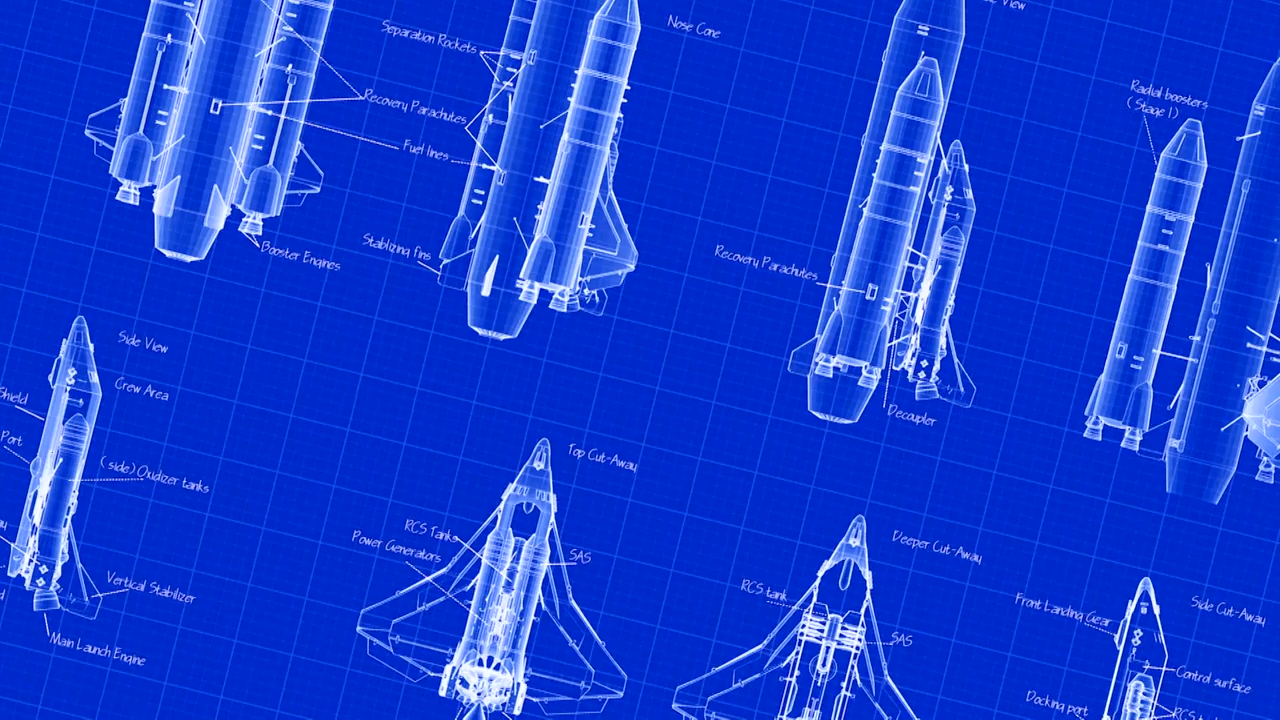 Separation Rockets
Nose Cone
View
Radial boosters
(Stage 1)
Recovery Parachutes
Fuel lines
Stablizing fins
Booster Engines
Recovery Parachutes
Decoupler
Side View
Crew Area
Shield
Port
(side) Oxidizer tanks
Vertical Stabilizer
Main Launch Engine
Top Cut-Away
RCS Tanks
Power Generators
SAS
Deeper Cut-Away
RCS tank
SAS
Front Landing Gear
Side Cut-Away
Control surface
Docking port
RCS